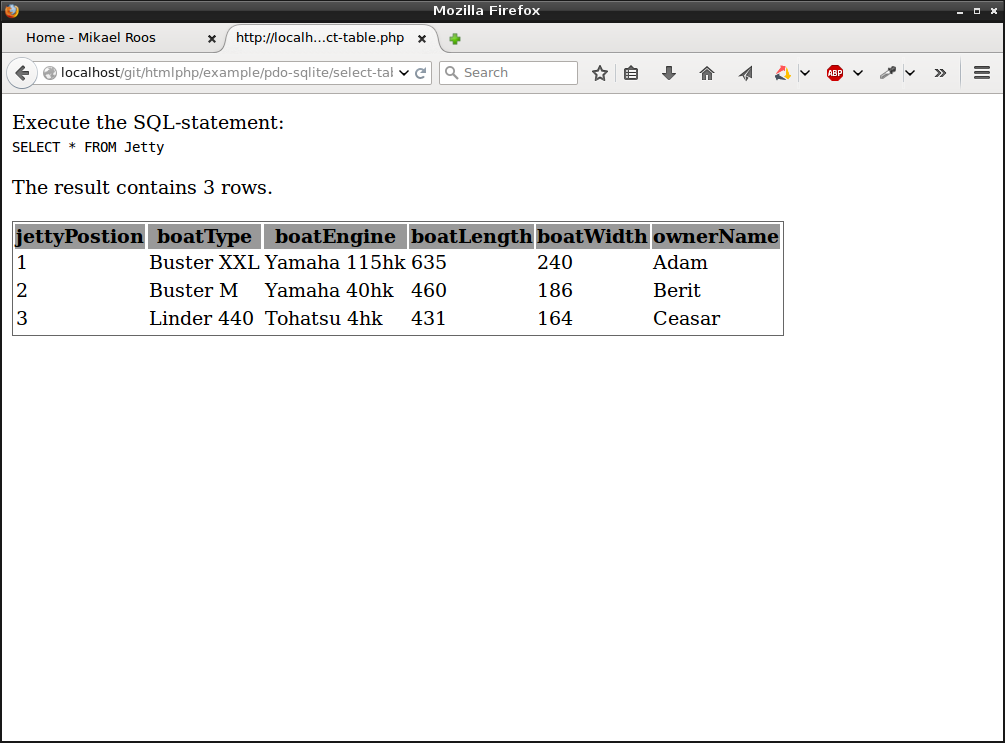 Mozilla Firefox
Home - Mikael Roos
http://localh...ct-table.php
localhost/git/htmlphp/example/pdo-sqlite/select-tal
Search
ABP
Execute the SQL-statement:
SELECT * FROM Jetty
The result contains 3 rows.
jettyPostion boatType boatEngine boatLength boatWidth ownerName
1 Buster XXL Yamaha 115hk 635 240 Adam
2 Buster M Yamaha 40hk 460 186 Berit
3 Linder 440 Tohatsu 4hk 431 164 Ceasar